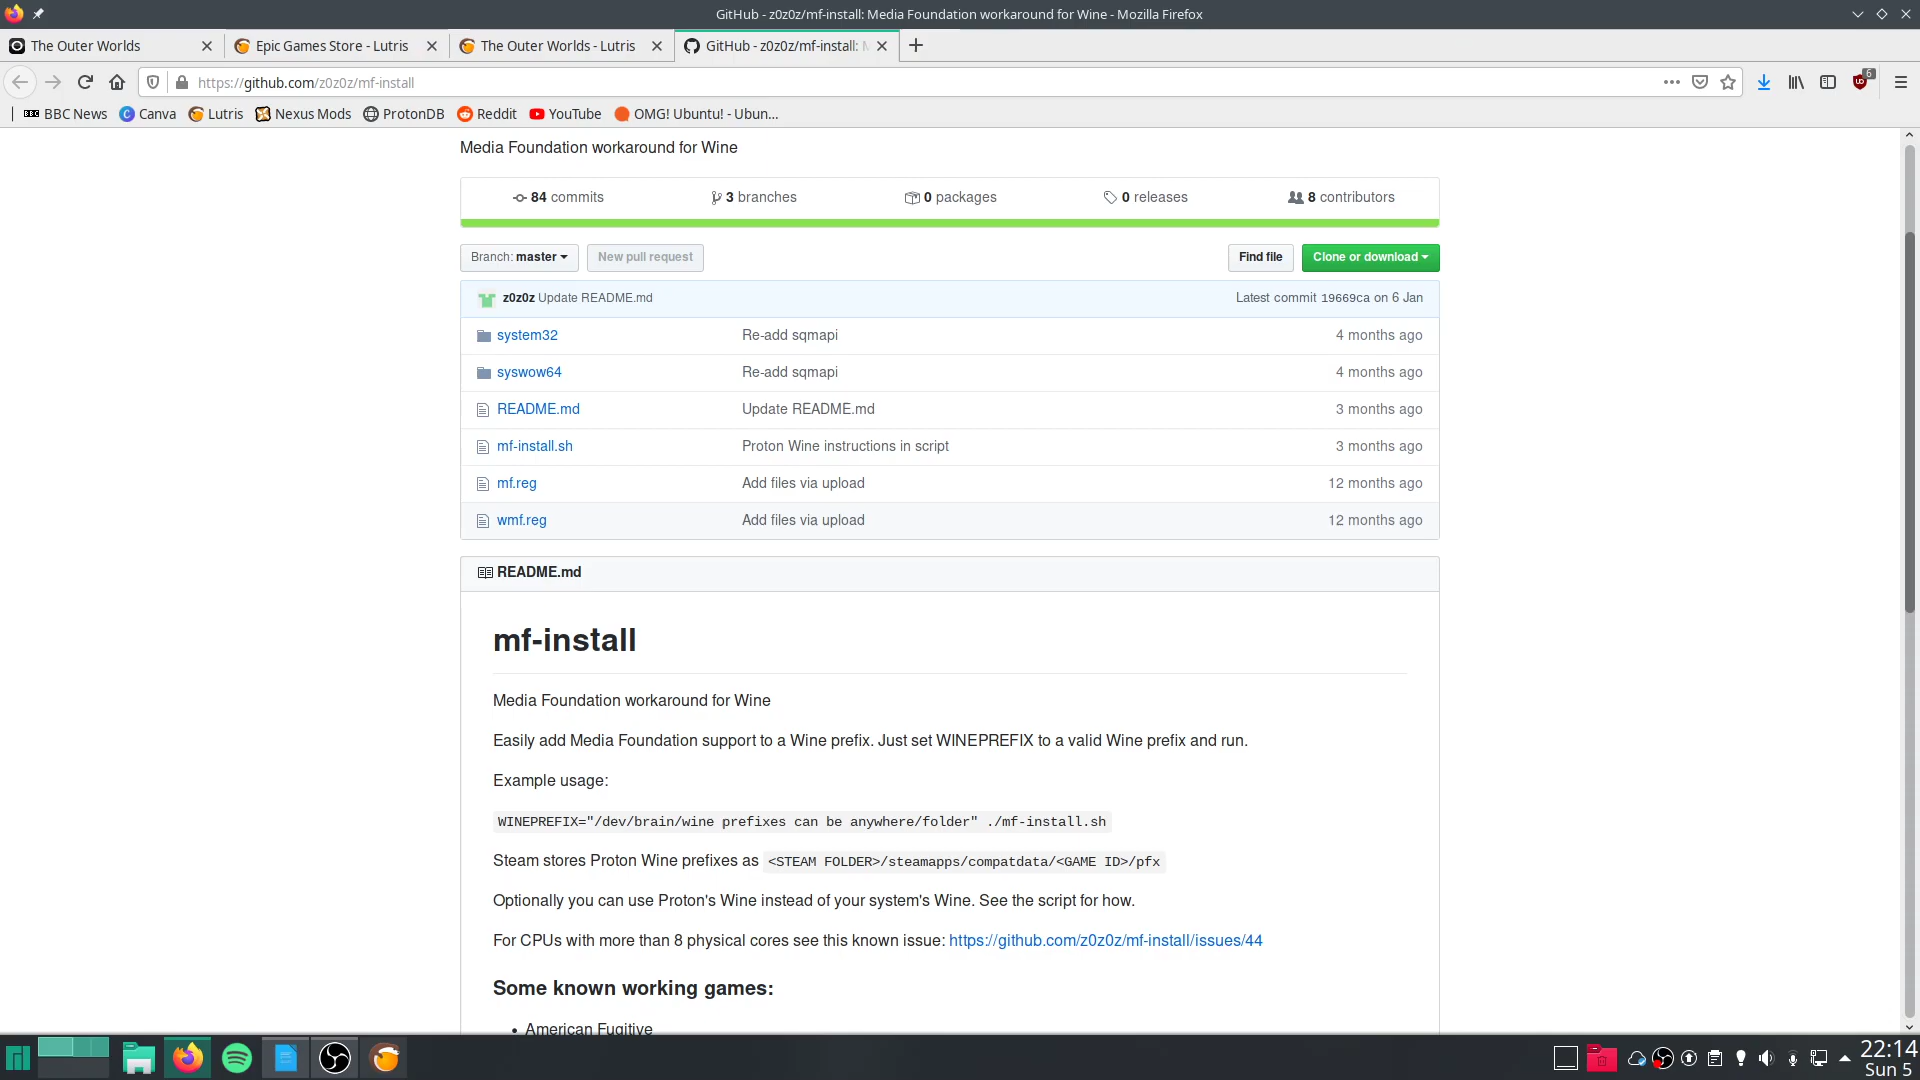 GitHub - z0z0z/mf-install: Media Foundation workaround for Wine - Mozilla Firefox
The Outer Worlds
Epic Games Store - Lutris
The Outer Worlds - Lutris
GitHub - z0z0z/mf-install:
https://github.com/z0z0z/mf-install
6
BBC NEWS BBC News
Canva
Lutris
Nexus Mods
ProtonDB
Reddit
YouTube
OMG! Ubuntu! - Ubun...
Media Foundation workaround for Wine
84 commits
3 branches
0 packages
0 releases
8 contributors
Branch: master
New pull request
Find file
Clone or download
z0z0z Update README.md
Latest commit 19669ca on 6 Jan
system32 Re-add sqmapi 4 months ago
syswow64 Re-add sqmapi 4 months ago
README.md Update README.md 3 months ago
mf-install.sh Proton Wine instructions in script 3 months ago
mf.reg Add files via upload 12 months ago
wmf.reg Add files via upload 12 months ago
README.md
mf-install
Media Foundation workaround for Wine
Easily add Media Foundation support to a Wine prefix. Just set WINEPREFIX to a valid Wine prefix and run.
Example usage:
WINEPREFIX="/dev/brain/wine prefixes can be anywhere/folder" ./mf-install.sh
Steam stores Proton Wine prefixes as <STEAM FOLDER>/steamapps/compatdata/<GAME ID>/pfx
Optionally you can use Proton's Wine instead of your system's Wine. See the script for how.
For CPUs with more than 8 physical cores see this known issue: https://github.com/z0z0z/mf-install/issues/44
Some known working games:
• American Fugitive
22:14
Sun 5